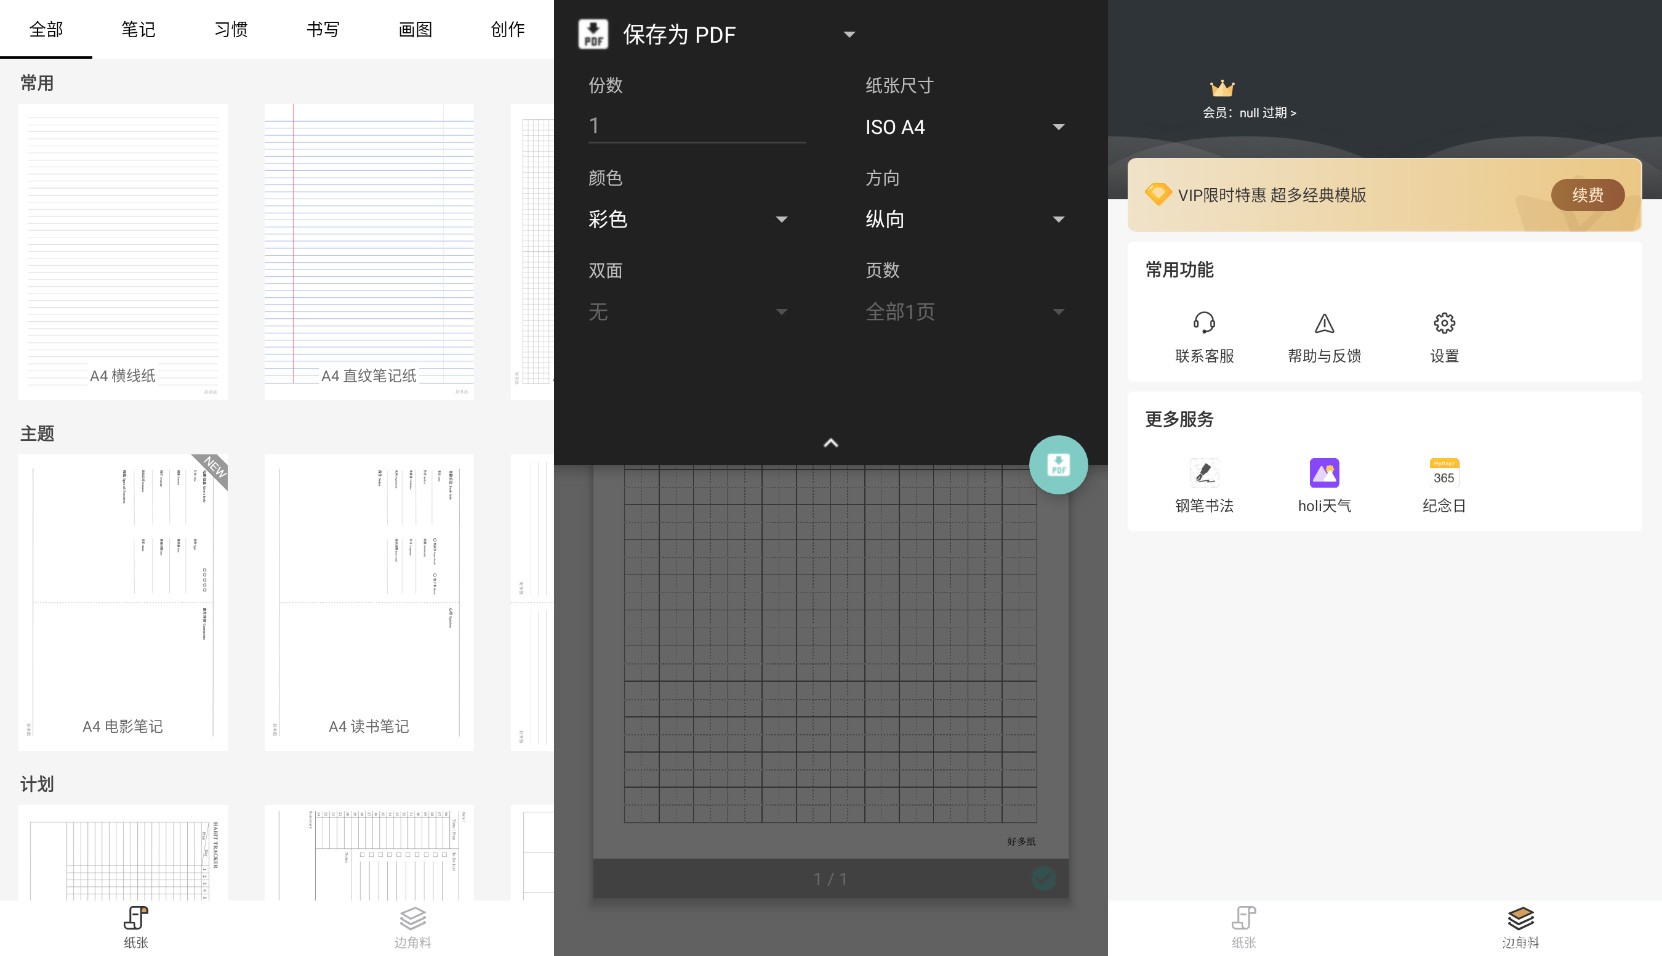 全部 笔记 习惯 书写 画图 创作
常用
A4 横线纸 A4 直纹笔记纸
主题
NEW
A4 电影笔记 A4 读书笔记
计划
HABIT TRACKER
纸张 边角料
PDF 保存为 PDF
份数 纸张尺寸
1 ISO A4
颜色 方向
彩色 纵向
双面 页数
无 全部1页
PDF
好多纸
1 / 1
会员：null 过期 >
VIP限时特惠 超多经典模版 续费
常用功能
联系客服 帮助与反馈 设置
更多服务
365
钢笔书法 holi天气 纪念日
纸张 边角料